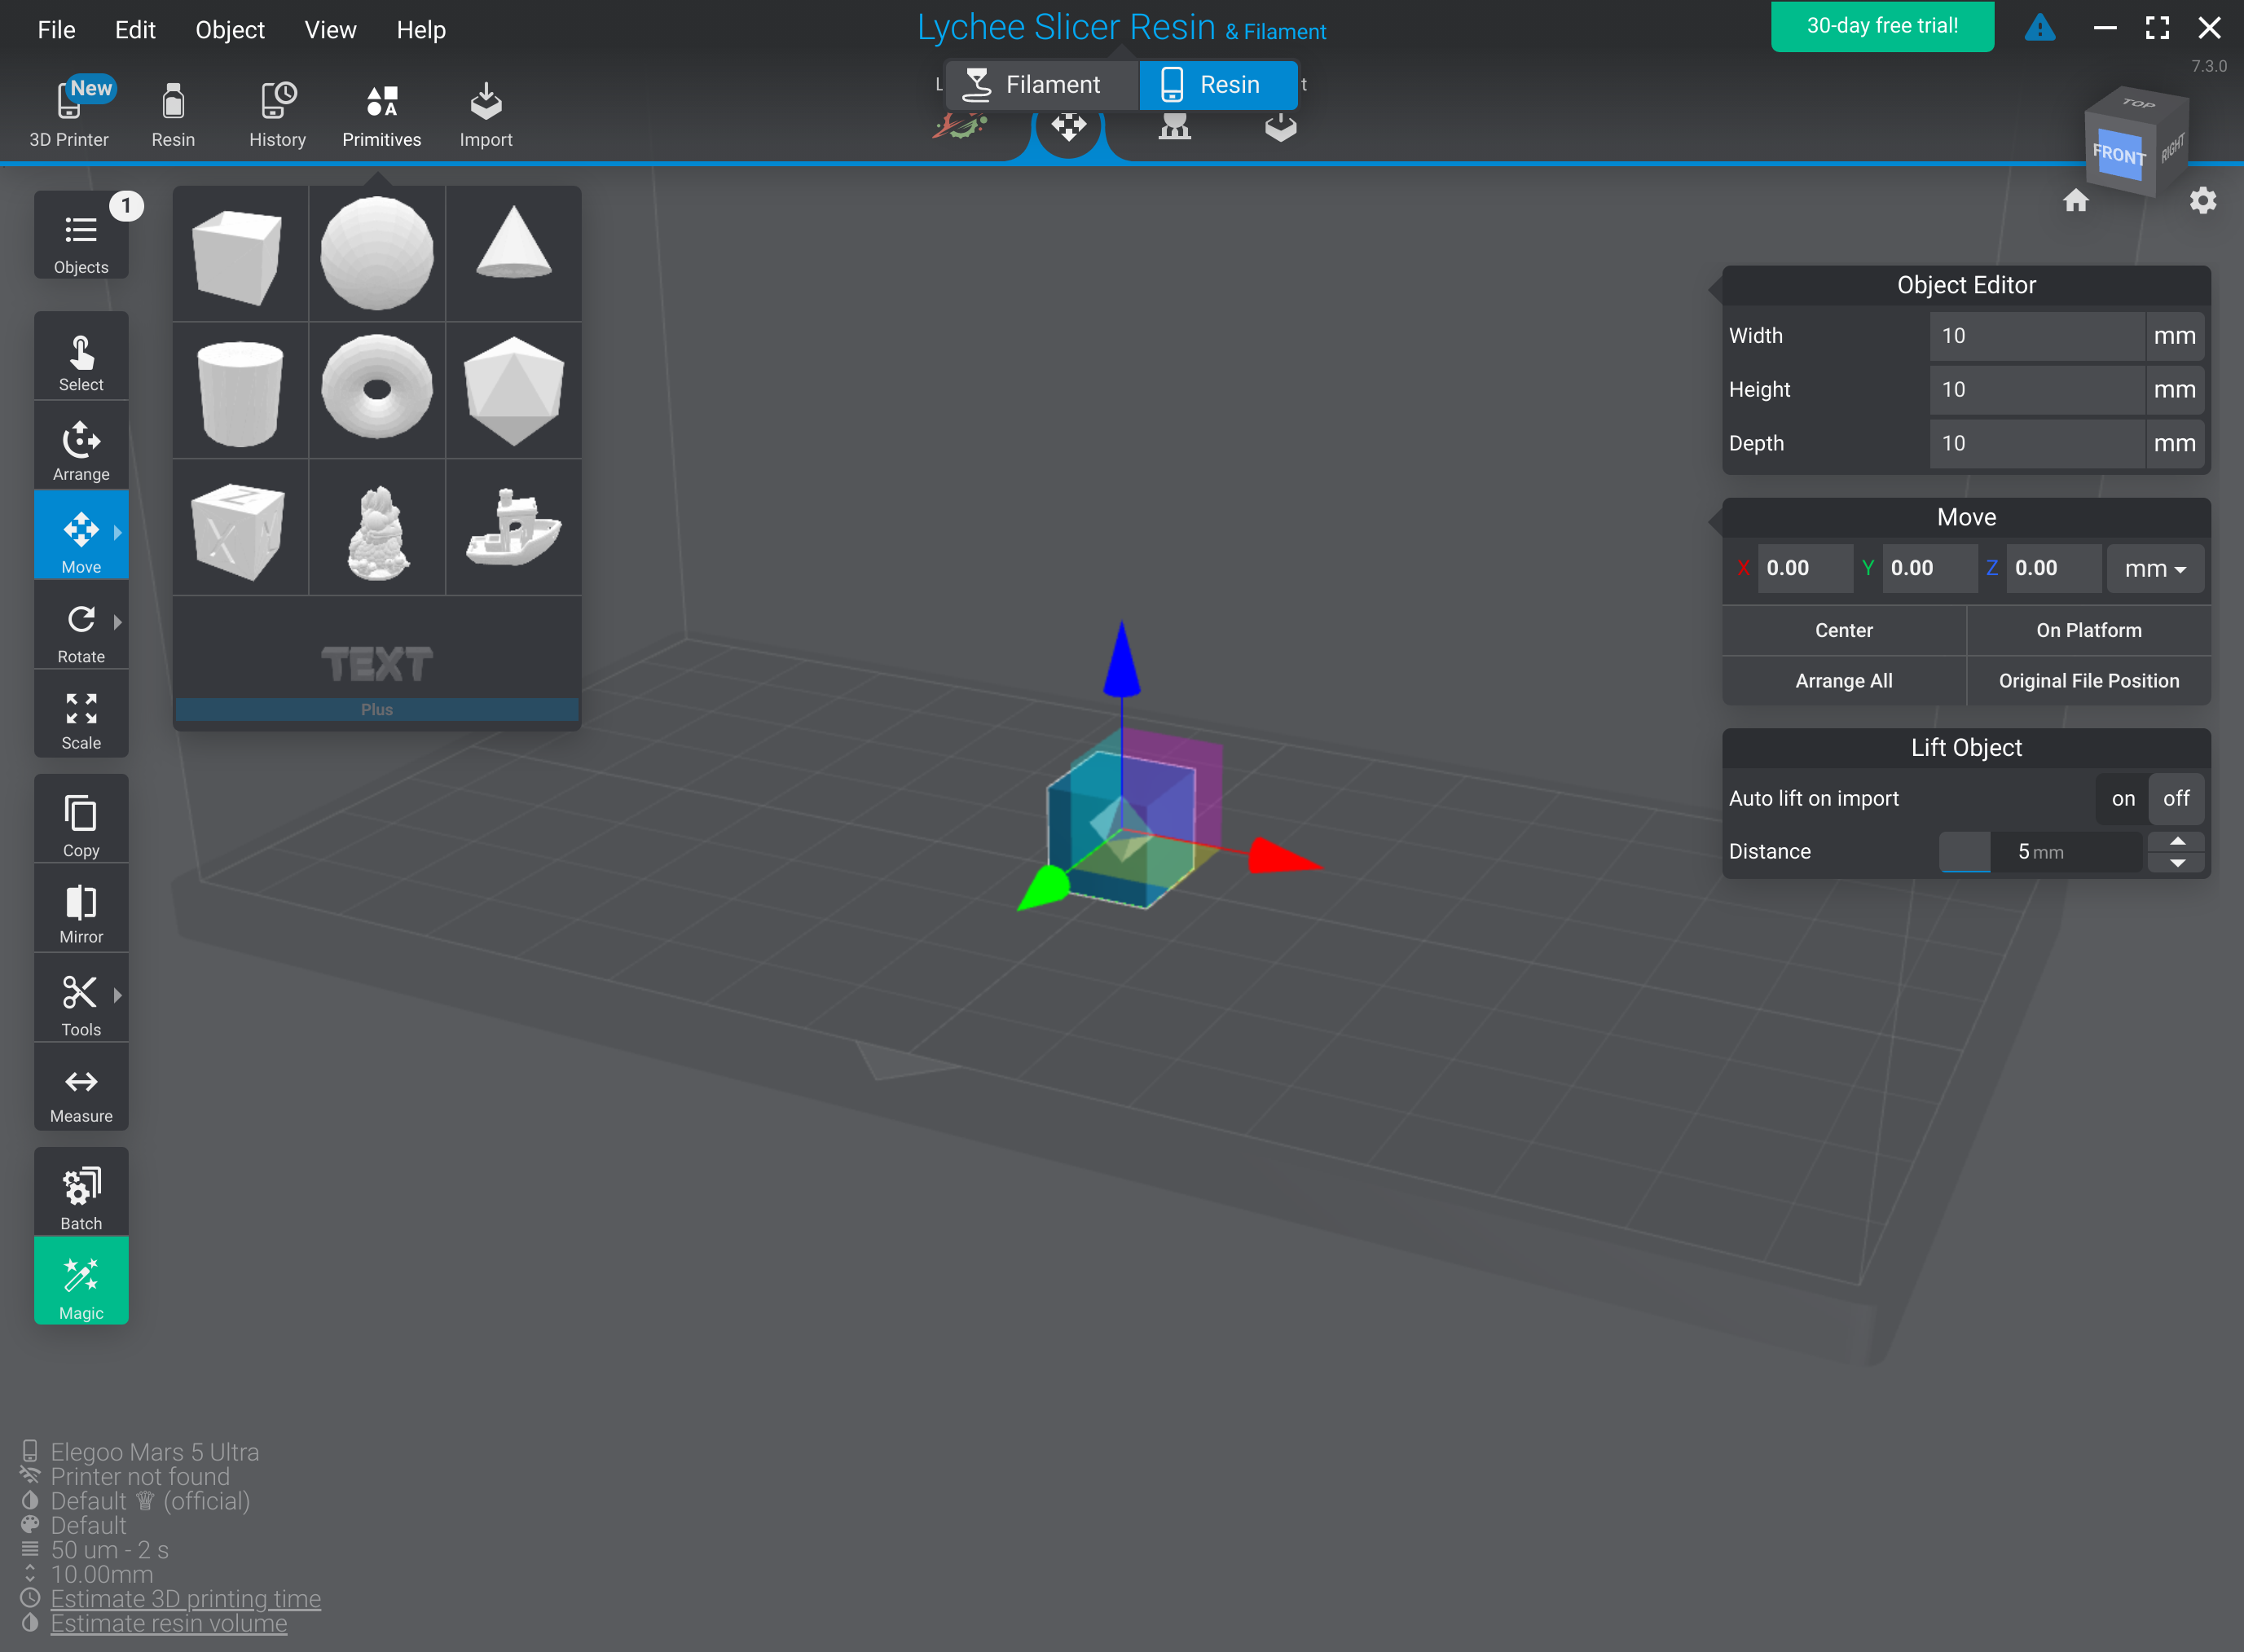 File Edit Object View Help
Lychee Slicer Resin & Filament
30-day free trial!
7.3.0
New
3D Printer Resin History Primitives Import
L Filament Resin t
TOP
FRONT
RIGHT
1
Objects
Select
Arrange
Move
Rotate
Scale
Copy
Mirror
Tools
Measure
Batch
Magic
Z
X Y
TEXT
Plus
Object Editor
Width 10 mm
Height 10 mm
Depth 10 mm
Move
X 0.00 Y 0.00 Z 0.00 mm
Center On Platform
Arrange All Original File Position
Lift Object
Auto lift on import on off
Distance 5 mm
Elegoo Mars 5 Ultra
Printer not found
Default ♕ (official)
Default
50 um - 2 s
10.00mm
Estimate 3D printing time
Estimate resin volume